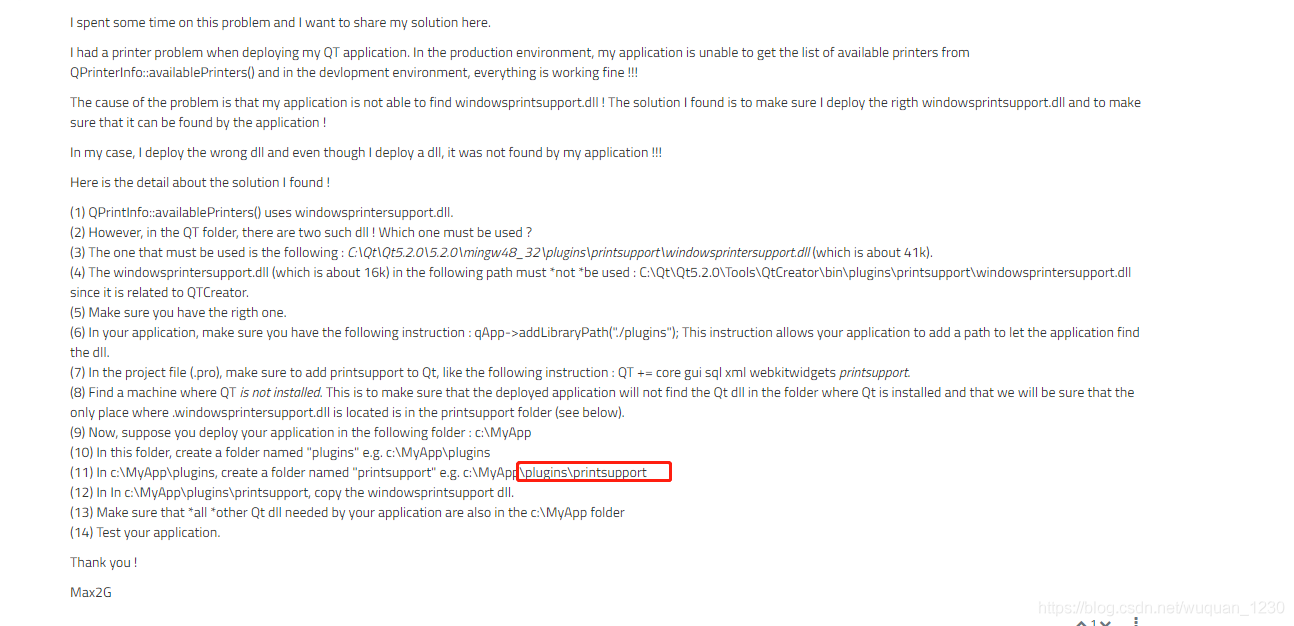 I spent some time on this problem and I want to share my solution here.
I had a printer problem when deploying my QT application. In the production environment, my application is unable to get the list of available printers from
QPrinterInfo::availablePrinters() and in the devlopment environment, everything is working fine !!!
The cause of the problem is that my application is not able to find windowsprintsupport.dll ! The solution I found is to make sure I deploy the rigth windowsprintsupport.dll and to make
sure that it can be found by the application !
In my case, I deploy the wrong dll and even though I deploy a dll, it was not found by my application !!!
Here is the detail about the solution I found !
(1) QPrintInfo::availablePrinters() uses windowsprintersupport.dll.
(2) However, in the QT folder, there are two such dll ! Which one must be used ?
(3) The one that must be used is the following : C:\Qt\Qt5.2.0\5.2.0\mingw48_32\plugins\printsupport\windowsprintersupport.dll (which is about 41k).
(4) The windowsprintersupport.dll (which is about 16k) in the following path must *not *be used : C:\Qt\Qt5.2.0\Tools\QtCreator\bin\plugins\printsupport\windowsprintersupport.dll
since it is related to QTCreator.
(5) Make sure you have the rigth one.
(6) In your application, make sure you have the following instruction : qApp->addLibraryPath("./plugins"); This instruction allows your application to add a path to let the application find
the dll.
(7) In the project file (.pro), make sure to add printsupport to Qt, like the following instruction : QT += core gui sql xml webkitwidgets printsupport.
(8) Find a machine where QT is not installed. This is to make sure that the deployed application will not find the Qt dll in the folder where Qt is installed and that we will be sure that the
only place where .windowsprintersupport.dll is located is in the printsupport folder (see below).
(9) Now, suppose you deploy your application in the following folder : c:\MyApp
(10) In this folder, create a folder named "plugins" e.g. c:\MyApp\plugins
(11) In c:\MyApp\plugins, create a folder named "printsupport" e.g. c:\MyApp\plugins\printsupport
(12) In In c:\MyApp\plugins\printsupport, copy the windowsprintsupport dll.
(13) Make sure that *all *other Qt dll needed by your application are also in the c:\MyApp folder
(14) Test your application.
Thank you !
Max2G
https://blog.csdn.net/wuquan_1230
1